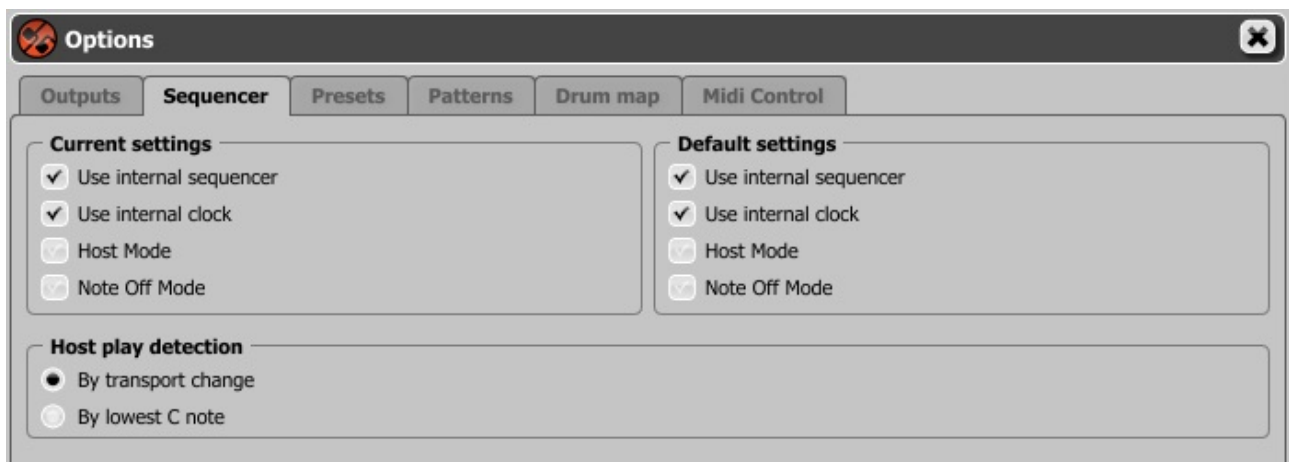 Options
Outputs Sequencer Presets Patterns Drum map Midi Control
Current settings
Use internal sequencer
Use internal clock
Host Mode
Note Off Mode
Default settings
Use internal sequencer
Use internal clock
Host Mode
Note Off Mode
Host play detection
By transport change
By lowest C note